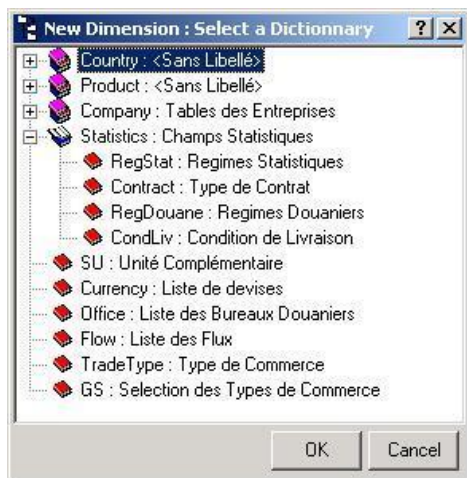 New Dimension : Select a Dictionnary
Country : <Sans Libellé>
Product : <Sans Libellé>
Company : Tables des Entreprises
Statistics : Champs Statistiques
RegStat : Regimes Statistiques
Contract : Type de Contrat
RegDouane : Regimes Douaniers
CondLiv : Condition de Livraison
SU : Unité Complémentaire
Currency : Liste de devises
Office : Liste des Bureaux Douaniers
Flow : Liste des Flux
TradeType : Type de Commerce
GS : Selection des Types de Commerce
OK Cancel